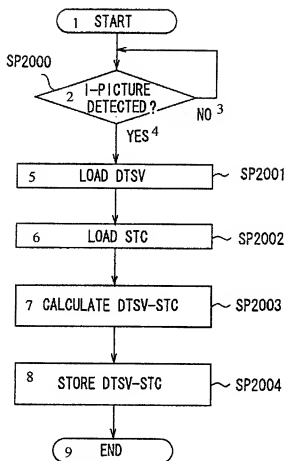 1 START
SP2000
2 I-PICTURE
DETECTED?
NO 3
YES 4
5 LOAD DTSV
SP2001
6 LOAD STC
SP2002
7 CALCULATE DTSV-STC
SP2003
8 STORE DTSV-STC
SP2004
9 END